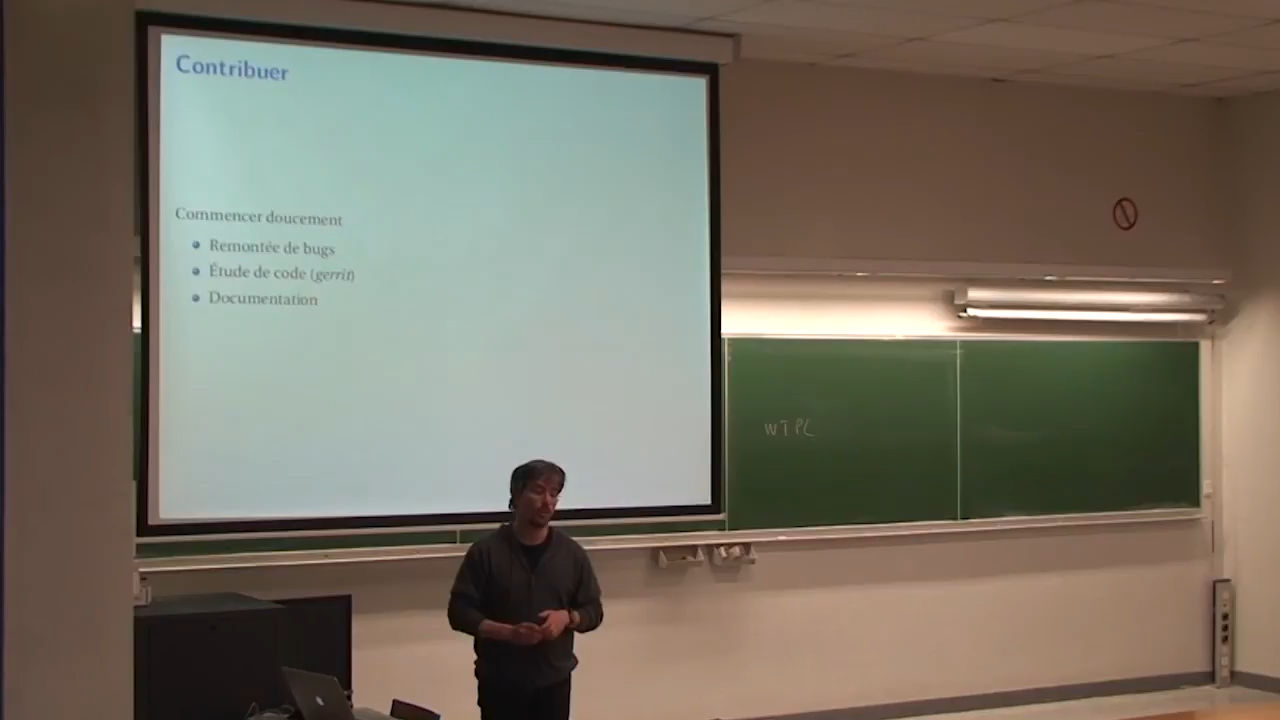 Contribuer
Commencer doucement
Remontée de bugs
Étude de code (gerrit)
Documentation
WTPL